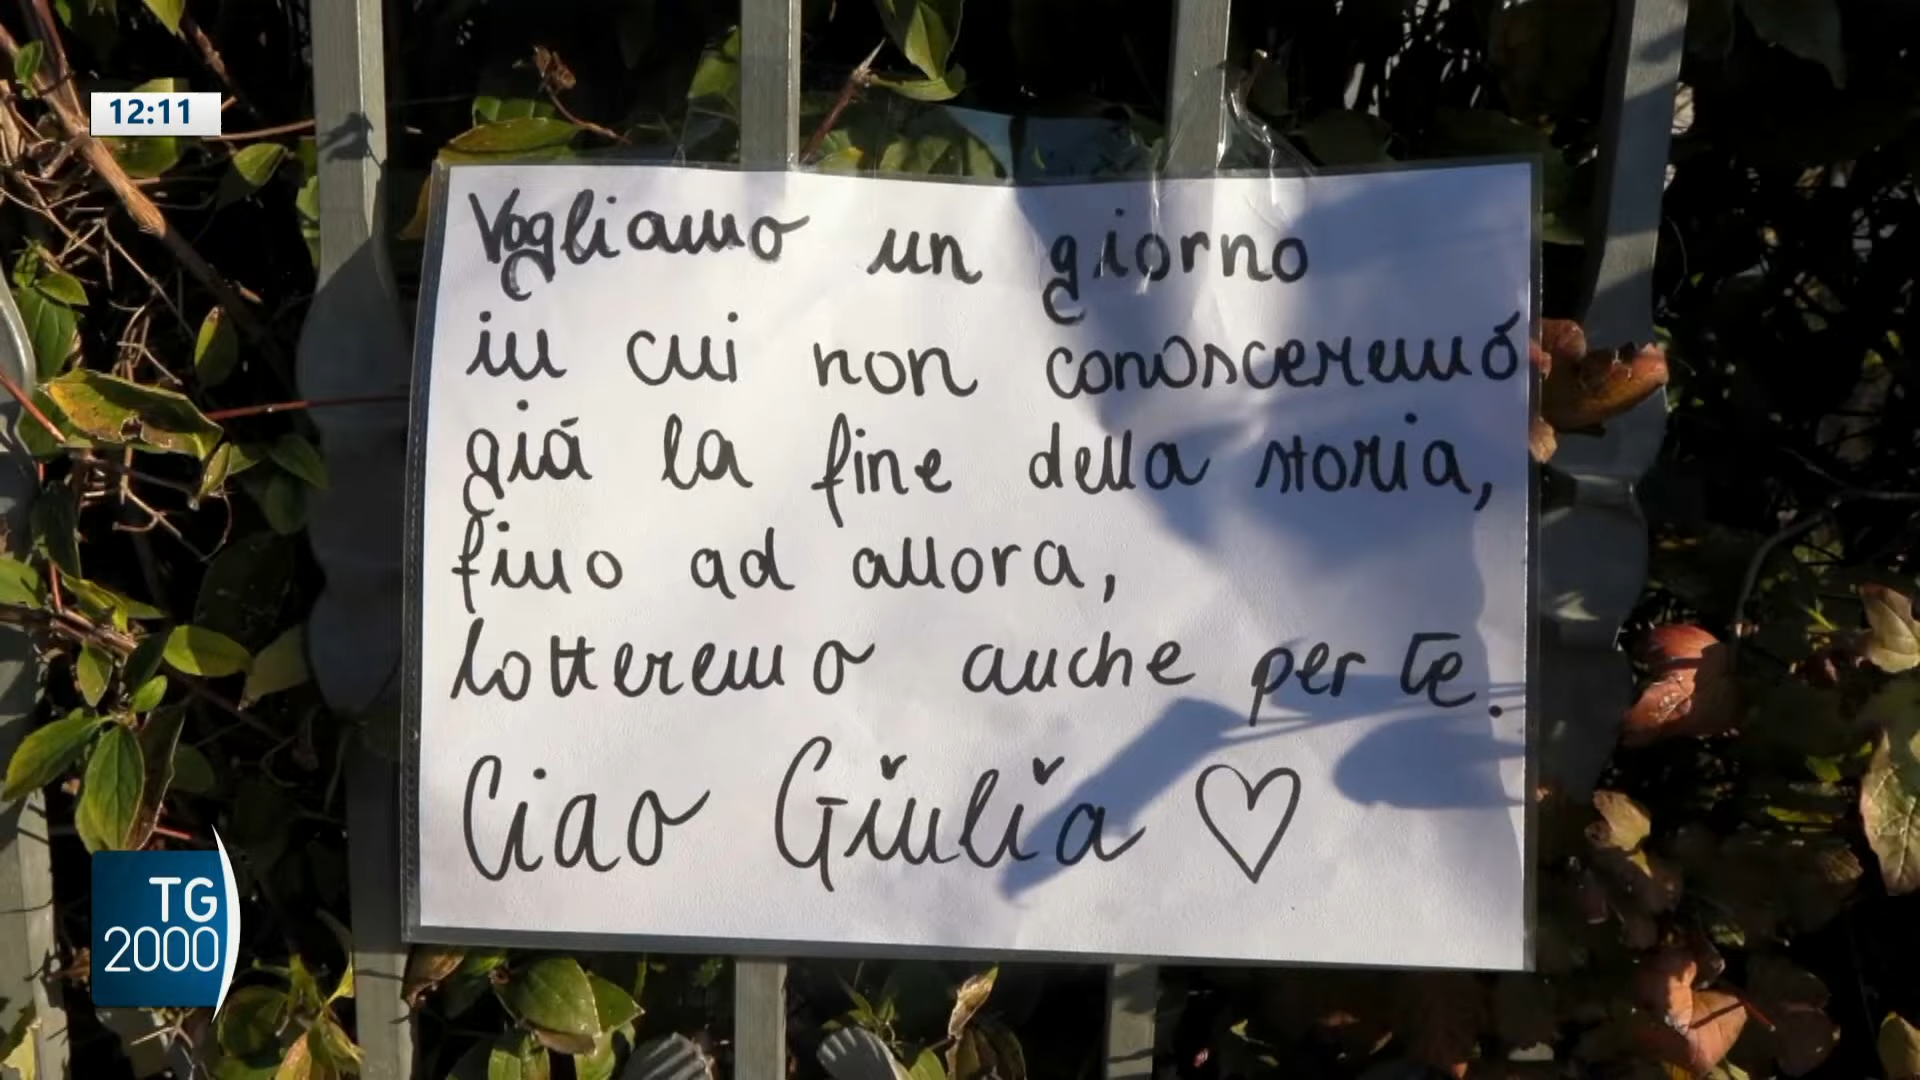 12:11
Vogliamo un giorno
in cui non conosceremo
già la fine della storia,
fino ad allora,
lotteremo anche per te.
Ciao Giulia ♡
TG
2000